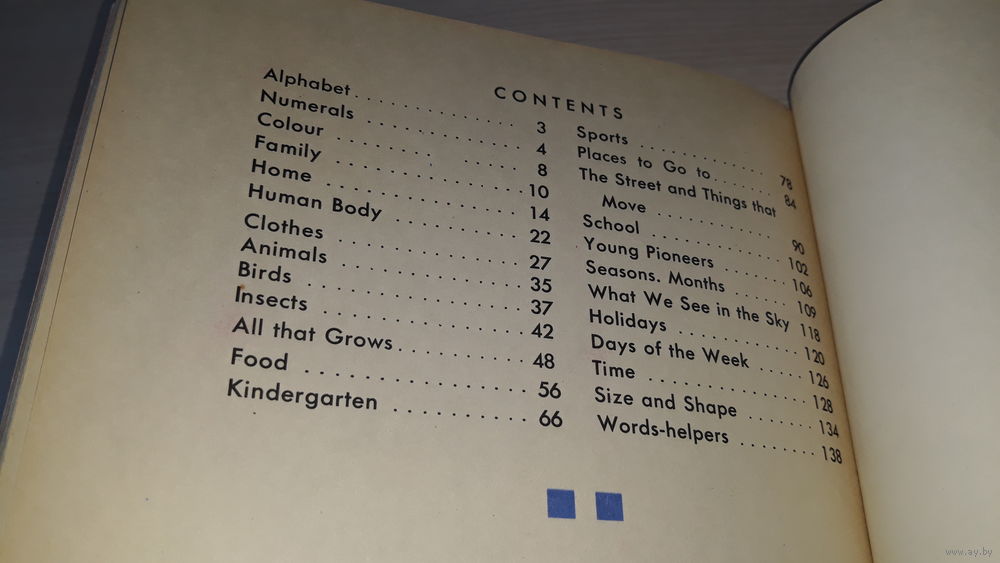 CONTENTS
Alphabet . . . . . . . . . . . . 3
Numerals . . . . . . . . . . . . 4
Colour . . . . . . . . . . . . 8
Family . . . . . . . . . . . . 10
Home . . . . . . . . . . . . 14
Human Body . . . . . . . . . . 22
Clothes . . . . . . . . . . . . 27
Animals . . . . . . . . . . . . 35
Birds . . . . . . . . . . . . 37
Insects . . . . . . . . . . . . 42
All that Grows . . . . . . . . . 48
Food . . . . . . . . . . . . 56
Kindergarten . . . . . . . . . . 66
Sports . . . . . . . . . . . . 78
Places to Go to . . . . . . . 84
The Street and Things that
Move . . . . . . . . . . 90
School . . . . . . . . . . . . 102
Young Pioneers . . . . . . 106
Seasons. Months . . . . . . 109
What We See in the Sky 118
Holidays . . . . . . . . . . 120
Days of the Week . . . . . 126
Time . . . . . . . . . . . . 128
Size and Shape . . . . . . . 134
Words-helpers . . . . . . . . 138
www.ay.by